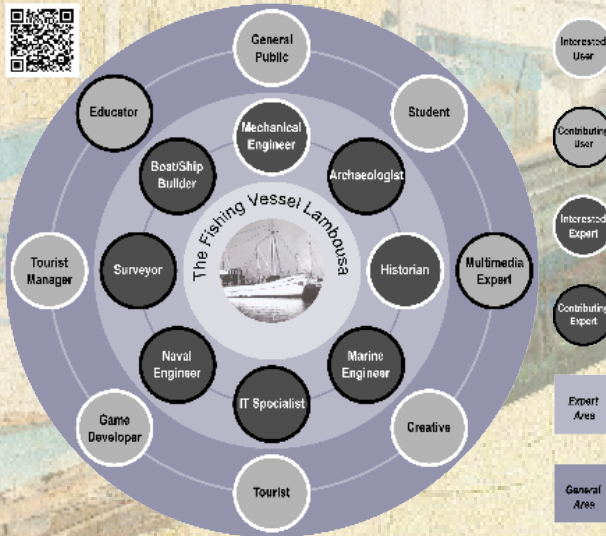 General
Public
Educator
Student
Mechanical
Engineer
Boat/Ship
Builder
Archaeologist
The Fishing Vessel Lambousa
Tourist
Manager
Surveyor
Historian
Multimedia
Expert
Naval
Engineer
Marine
Engineer
IT Specialist
Game
Developer
Creative
Tourist
Interested
User
Contributing
User
Interested
Expert
Contributing
Expert
Expert
Area
General
Area